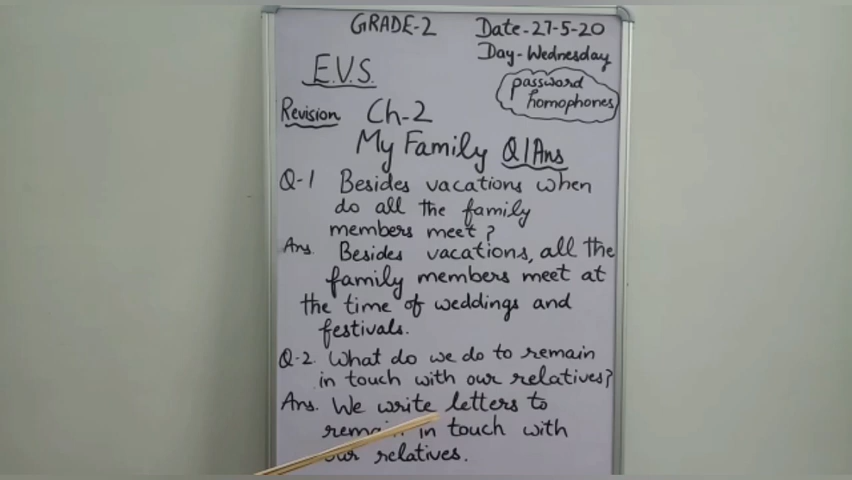 GRADE-2 Date-27-5-20
Day-Wednesday
E.V.S.
password
homophones
Revision Ch-2
My Family Q/Ans
Q-1 Besides vacations when
do all the family
members meet?
Ans. Besides vacations, all the
family members meet at
the time of weddings and
festivals.
Q-2. What do we do to remain
in touch with our relatives?
Ans. We write letters to
remain in touch with
our relatives.